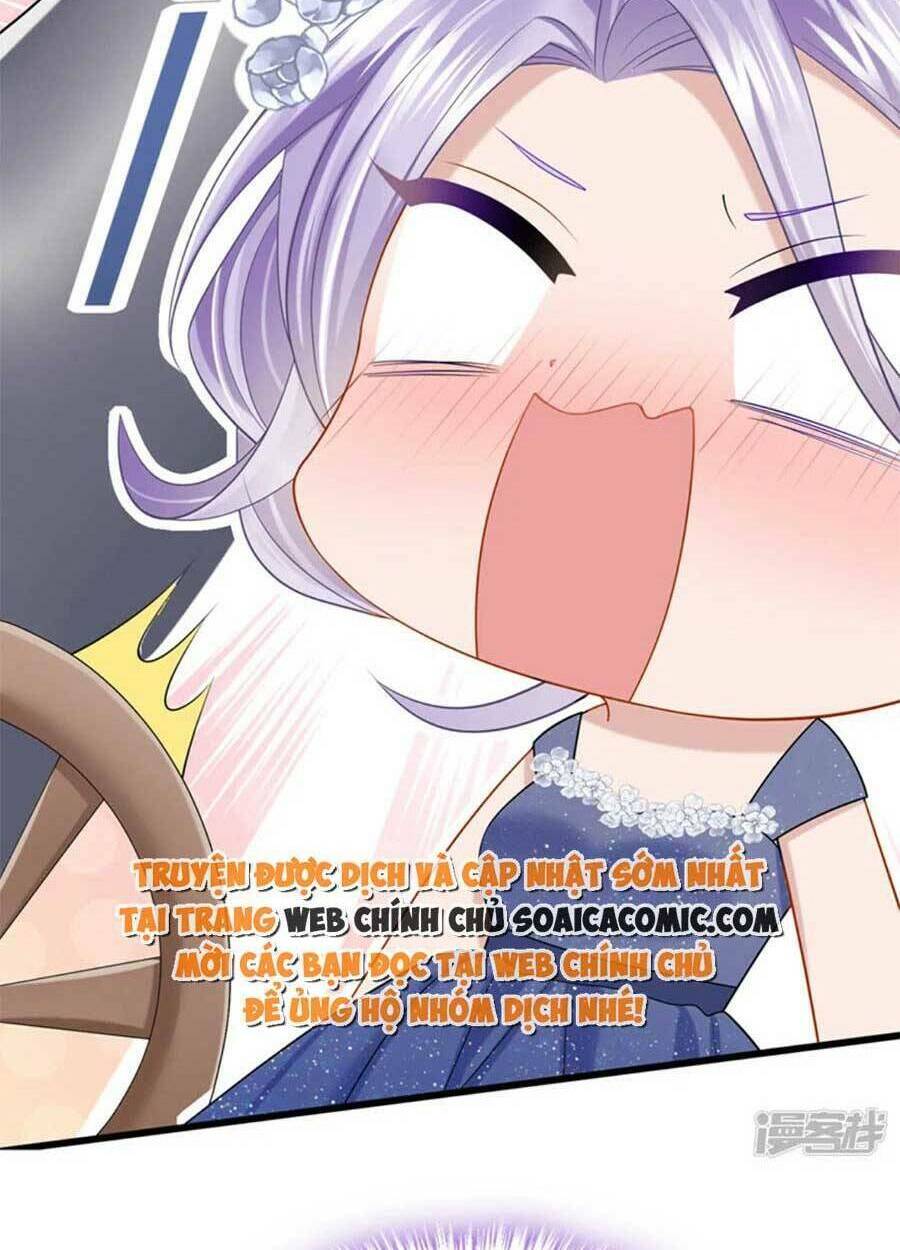 TRUYỆN ĐƯỢC DỊCH VÀ CẬP NHẬT SỚM NHẤT
TẠI TRANG WEB CHÍNH CHỦ SOAICACOMIC.COM
MỜI CÁC BẠN ĐỌC TẠI WEB CHÍNH CHỦ
ĐỂ ỦNG HỘ NHÓM DỊCH NHÉ!
漫客栈